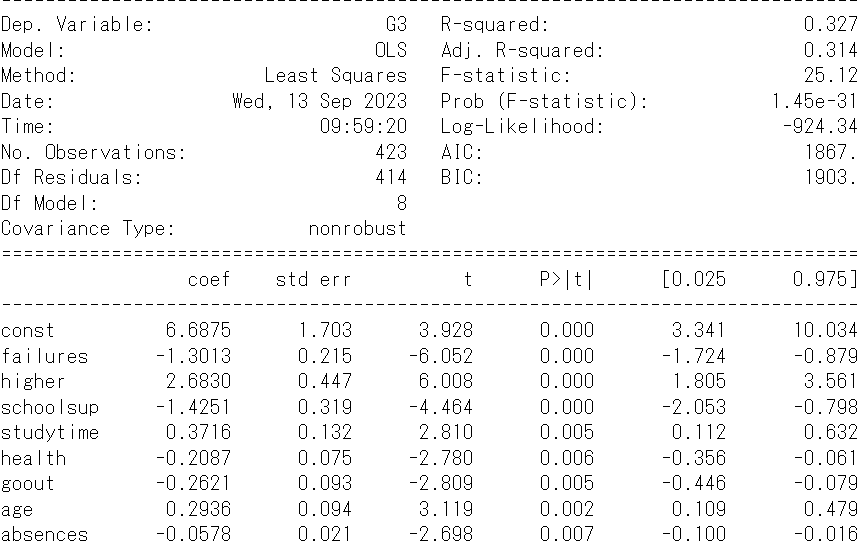 Dep. Variable: G3 R-squared: 0.327
Model: OLS Adj. R-squared: 0.314
Method: Least Squares F-statistic: 25.12
Date: Wed, 13 Sep 2023 Prob (F-statistic): 1.45e-31
Time: 09:59:20 Log-Likelihood: -924.34
No. Observations: 423 AIC: 1867.
Df Residuals: 414 BIC: 1903.
Df Model: 8
Covariance Type: nonrobust
==============================================================================
coef std err t P>|t| [0.025 0.975]
------------------------------------------------------------------------------
const 6.6875 1.703 3.928 0.000 3.341 10.034
failures -1.3013 0.215 -6.052 0.000 -1.724 -0.879
higher 2.6830 0.447 6.008 0.000 1.805 3.561
schoolsup -1.4251 0.319 -4.464 0.000 -2.053 -0.798
studytime 0.3716 0.132 2.810 0.005 0.112 0.632
health -0.2087 0.075 -2.780 0.006 -0.356 -0.061
goout -0.2621 0.093 -2.809 0.005 -0.446 -0.079
age 0.2936 0.094 3.119 0.002 0.109 0.479
absences -0.0578 0.021 -2.698 0.007 -0.100 -0.016